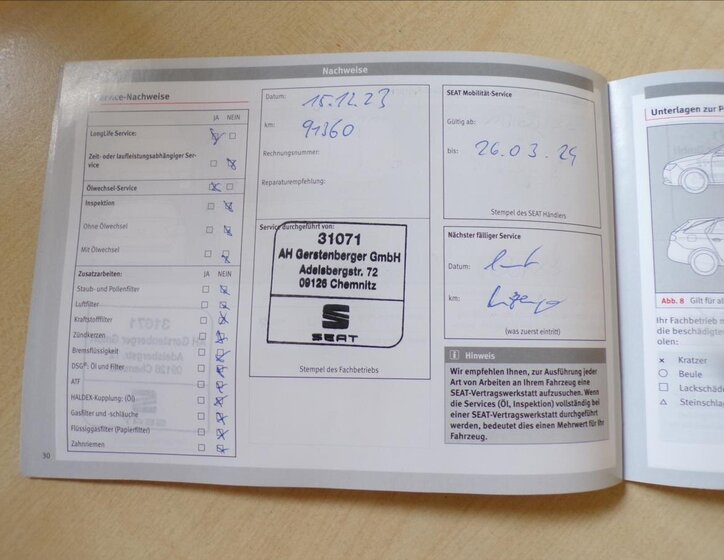 Nachweise
Service-Nachweise
JA NEIN
LongLife Service:
Zeit- oder laufleistungsabhängiger Ser-
vice
Ölwechsel-Service
Inspektion
Ohne Ölwechsel
Mit Ölwechsel
Zusatzarbeiten: JA NEIN
Staub- und Pollenfilter
Luftfilter
Kraftstofffilter
Zündkerzen
Bremsflüssigkeit
DSG®: Öl und Filter
ATF
HALDEX-Kupplung: (Öl)
Gasfilter und -schläuche
Flüssiggasfilter (Papierfilter)
Zahnriemen
30
Datum: 15.12.23
km: 91360
Rechnungsnummer:
Reparaturempfehlung:
Service durchgeführt von:
31071
AH Gerstenberger GmbH
Adelsbergstr. 72
09126 Chemnitz
SEAT
Stempel des Fachbetriebs
SEAT Mobilität-Service
Gültig ab:
bis: 26.03.24
Stempel des SEAT Händlers
Nächster fälliger Service
Datum:
km:
(was zuerst eintritt)
i Hinweis
Wir empfehlen Ihnen, zur Ausführung jeder
Art von Arbeiten an Ihrem Fahrzeug eine
SEAT-Vertragswerkstatt aufzusuchen. Wenn
die Services (Öl, Inspektion) vollständig bei
einer SEAT-Vertragswerkstatt durchgeführt
werden, bedeutet dies einen Mehrwert für Ihr
Fahrzeug.
Unterlagen zur
Abb. 8 Gilt für
Ihr Fachbetrieb
die beschädigten
olen:
Kratzer
Beule
Lackschäde
Steinschlag